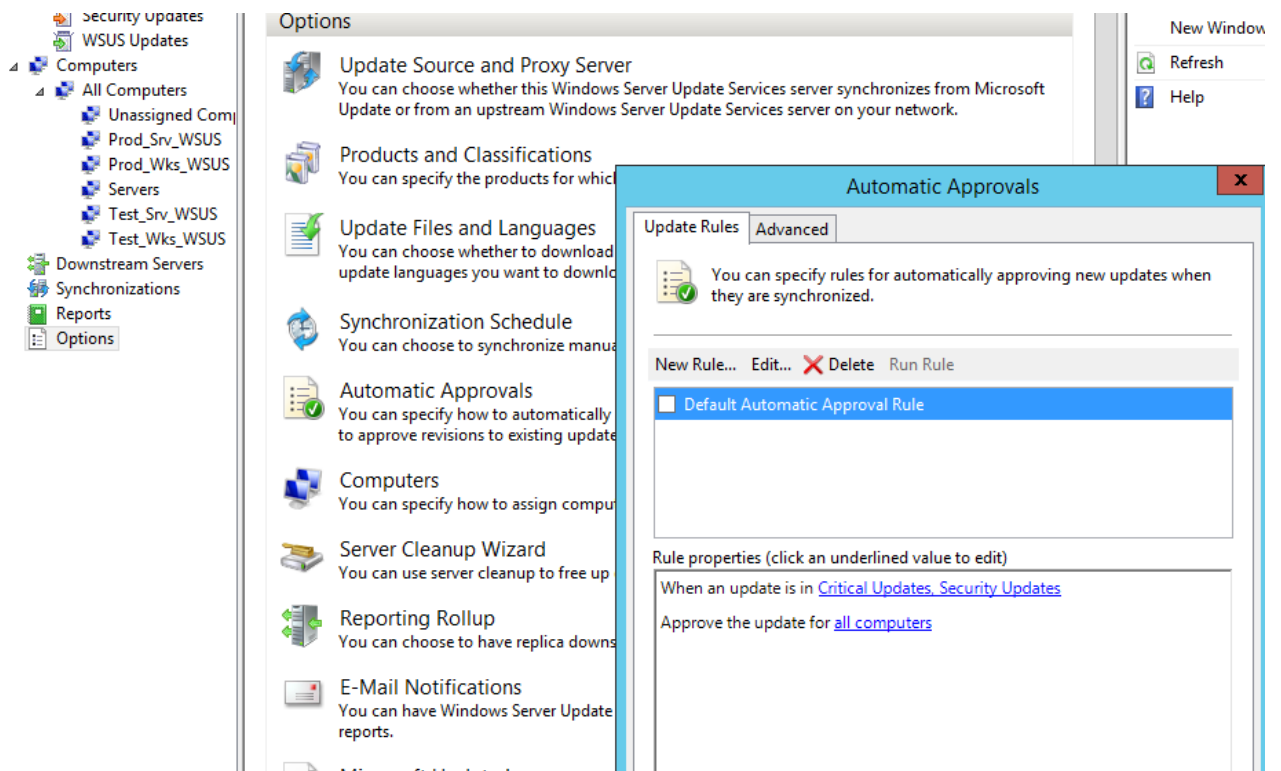 Security Updates
WSUS Updates
Computers
All Computers
Unassigned Comp
Prod_Srv_WSUS
Prod_Wks_WSUS
Servers
Test_Srv_WSUS
Test_Wks_WSUS
Downstream Servers
Synchronizations
Reports
Options
Options
Update Source and Proxy Server
You can choose whether this Windows Server Update Services server synchronizes from Microsoft
Update or from an upstream Windows Server Update Services server on your network.
Products and Classifications
You can specify the products for which
Update Files and Languages
You can choose whether to download
update languages you want to downlo
Synchronization Schedule
You can choose to synchronize manua
Automatic Approvals
You can specify how to automatically
to approve revisions to existing update
Computers
You can specify how to assign compu
Server Cleanup Wizard
You can use server cleanup to free up
Reporting Rollup
You can choose to have replica downs
E-Mail Notifications
You can have Windows Server Update
reports.
New Window
Refresh
Help
Automatic Approvals
X
Update Rules Advanced
You can specify rules for automatically approving new updates when
they are synchronized.
New Rule... Edit... Delete Run Rule
Default Automatic Approval Rule
Rule properties (click an underlined value to edit)
When an update is in Critical Updates, Security Updates
Approve the update for all computers